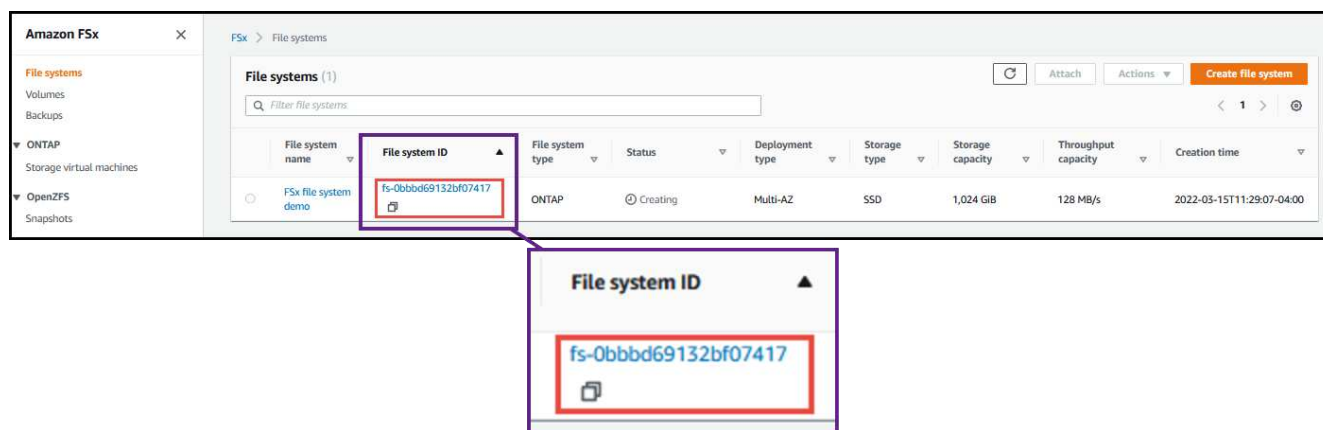 Amazon FSx
File systems
Volumes
Backups
ONTAP
Storage virtual machines
OpenZFS
Snapshots
FSx > File systems
File systems (1)
Attach
Actions
Create file system
Filter file systems
1
File system name
File system ID
File system type
Status
Deployment type
Storage type
Storage capacity
Throughput capacity
Creation time
FSx file system demo
fs-0bbbd69132bf07417
ONTAP
Creating
Multi-AZ
SSD
1,024 GiB
128 MB/s
2022-03-15T11:29:07-04:00
File system ID
fs-0bbbd69132bf07417